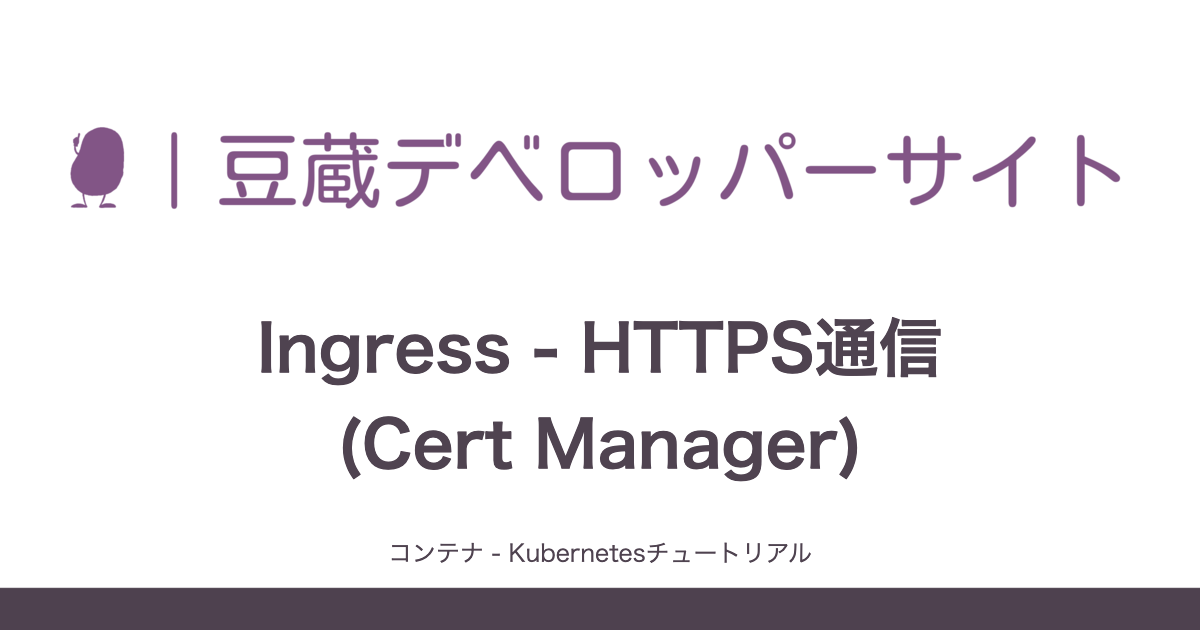 豆蔵デベロッパーサイト
Ingress - HTTPS通信
(Cert Manager)
コンテナ - Kubernetesチュートリアル